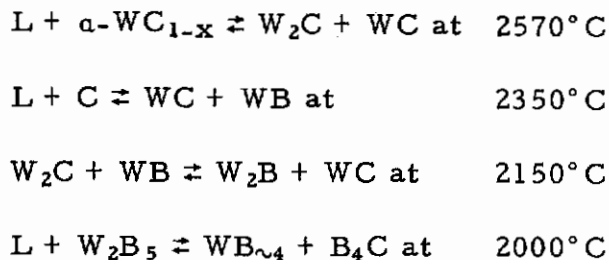 L + α-WC₁₋ₓ ⇄ W₂C + WC at 2570°C
L + C ⇄ WC + WB at 2350°C
W₂C + WB ⇄ W₂B + WC at 2150°C
L + W₂B₅ ⇄ WB∼₄ + B₄C at 2000°C